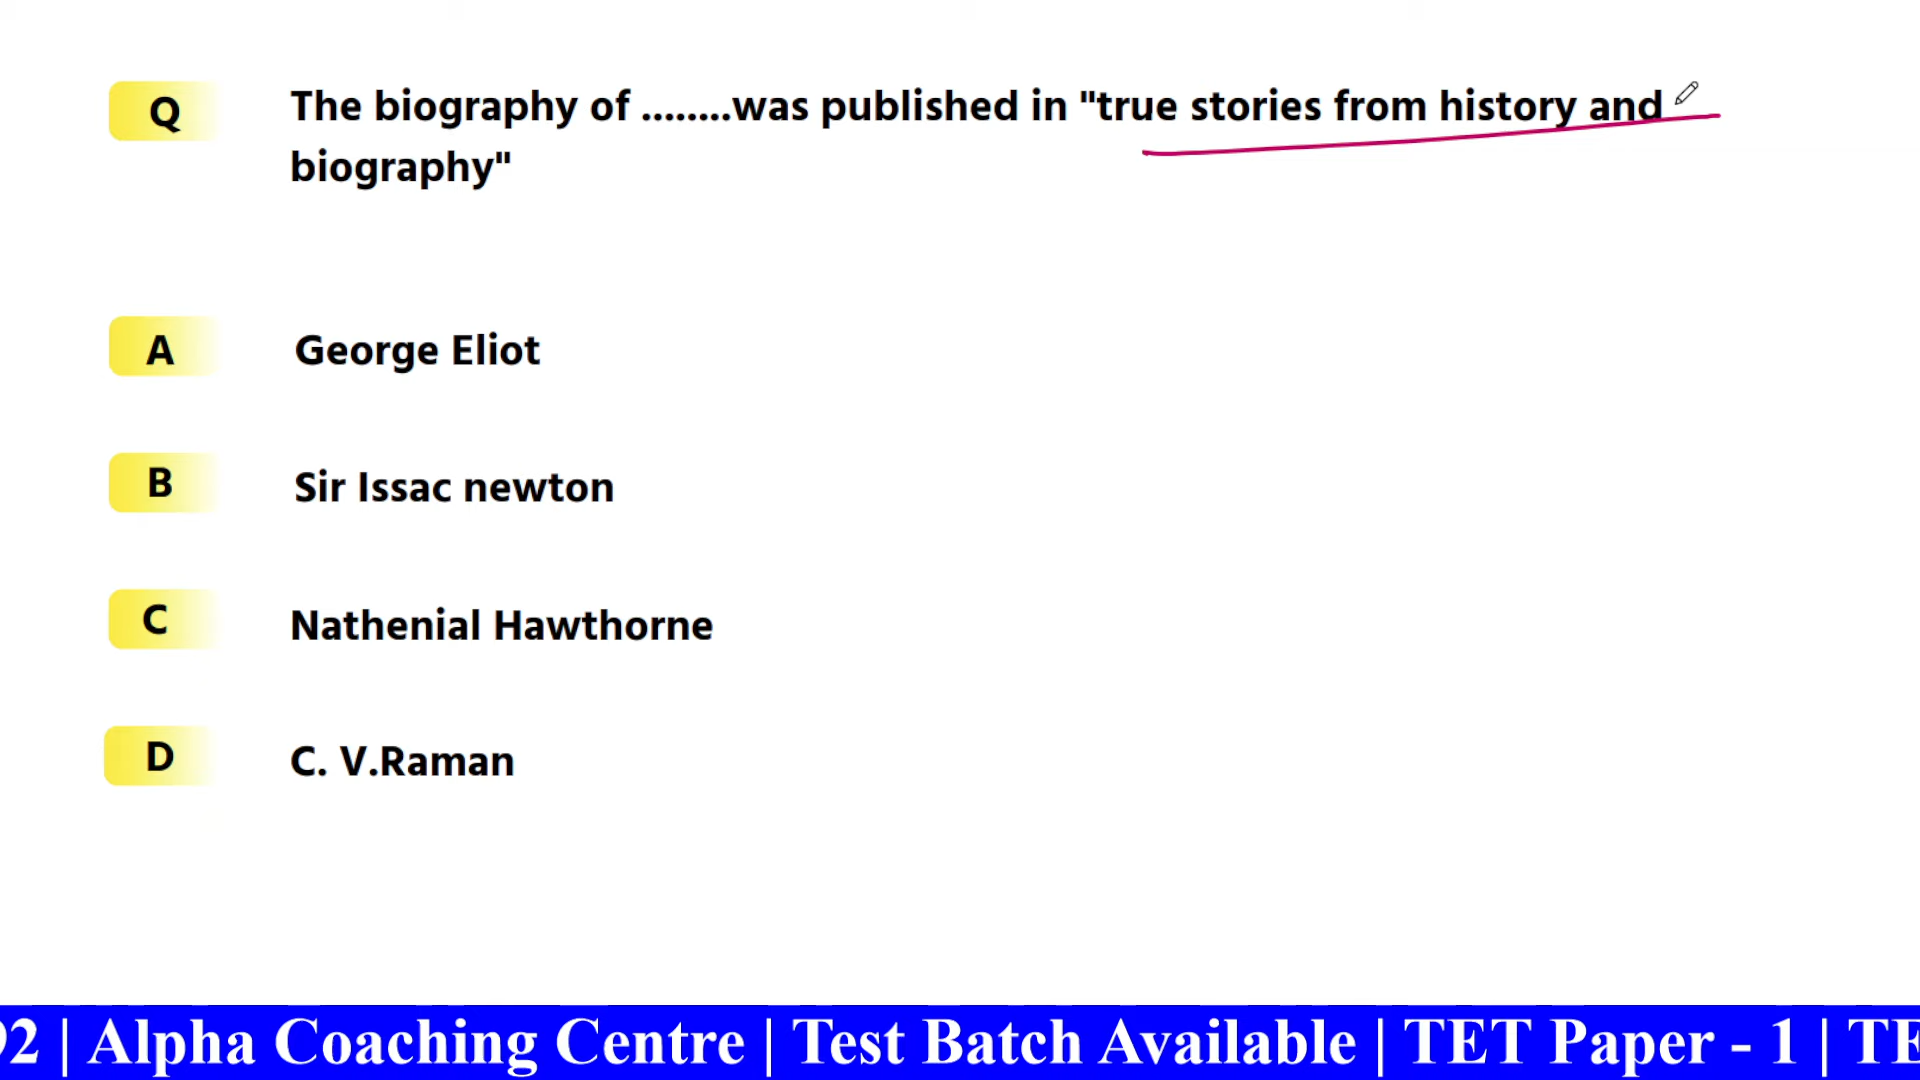 Q The biography of ........was published in "true stories from history and
biography"
A George Eliot
B Sir Issac newton
C Nathenial Hawthorne
D C. V.Raman
2 | Alpha Coaching Centre | Test Batch Available | TET Paper - 1 |